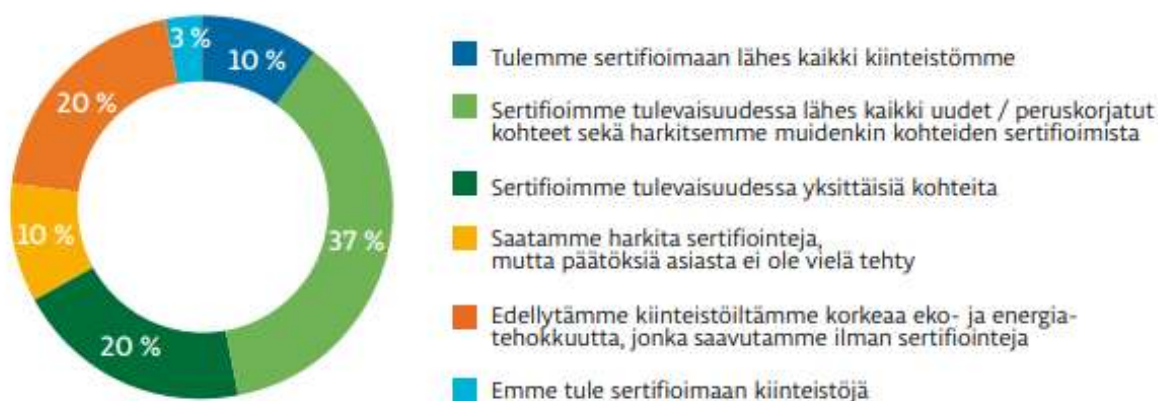 3 %
10 %
20 %
10 %
37 %
20 %
Tulemme sertifioimaan lähes kaikki kiinteistömme
Sertifioimme tulevaisuudessa lähes kaikki uudet / peruskorjatut
kohteet sekä harkitsemme muidenkin kohteiden sertifioimista
Sertifioimme tulevaisuudessa yksittäisiä kohteita
Saatamme harkita sertifiointeja,
mutta päätöksiä asiasta ei ole vielä tehty
Edellytämme kiinteistöiltämme korkeaa eko- ja energia-
tehokkuutta, jonka saavutamme ilman sertifiointeja
Emme tule sertifioimaan kiinteistöjä